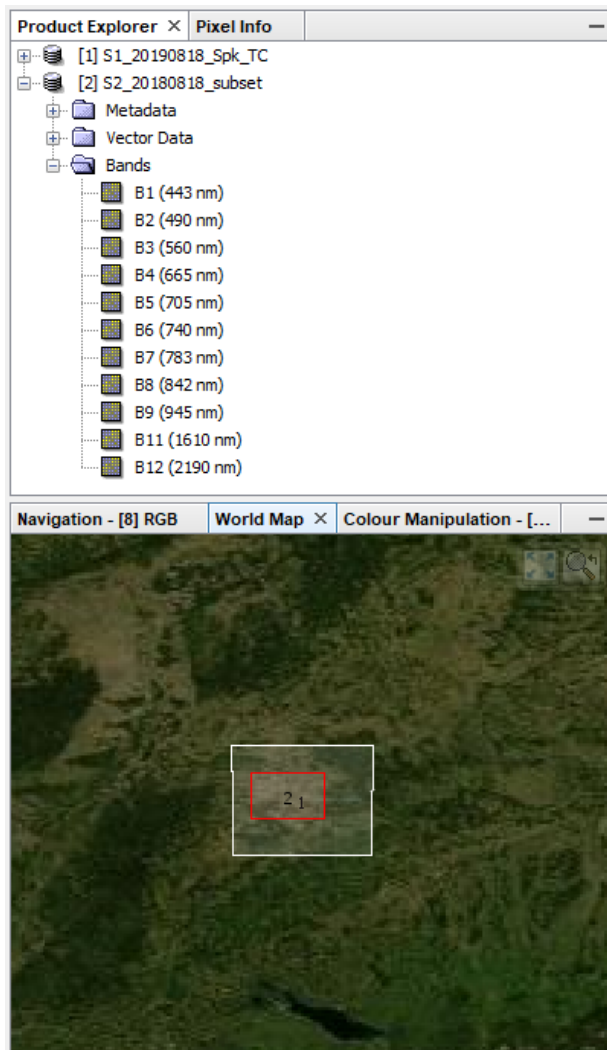 Product Explorer × Pixel Info
[1] S1_20190818_Spk_TC
[2] S2_20180818_subset
Metadata
Vector Data
Bands
B1 (443 nm)
B2 (490 nm)
B3 (560 nm)
B4 (665 nm)
B5 (705 nm)
B6 (740 nm)
B7 (783 nm)
B8 (842 nm)
B9 (945 nm)
B11 (1610 nm)
B12 (2190 nm)
Navigation - [8] RGB World Map × Colour Manipulation - [...
2 1